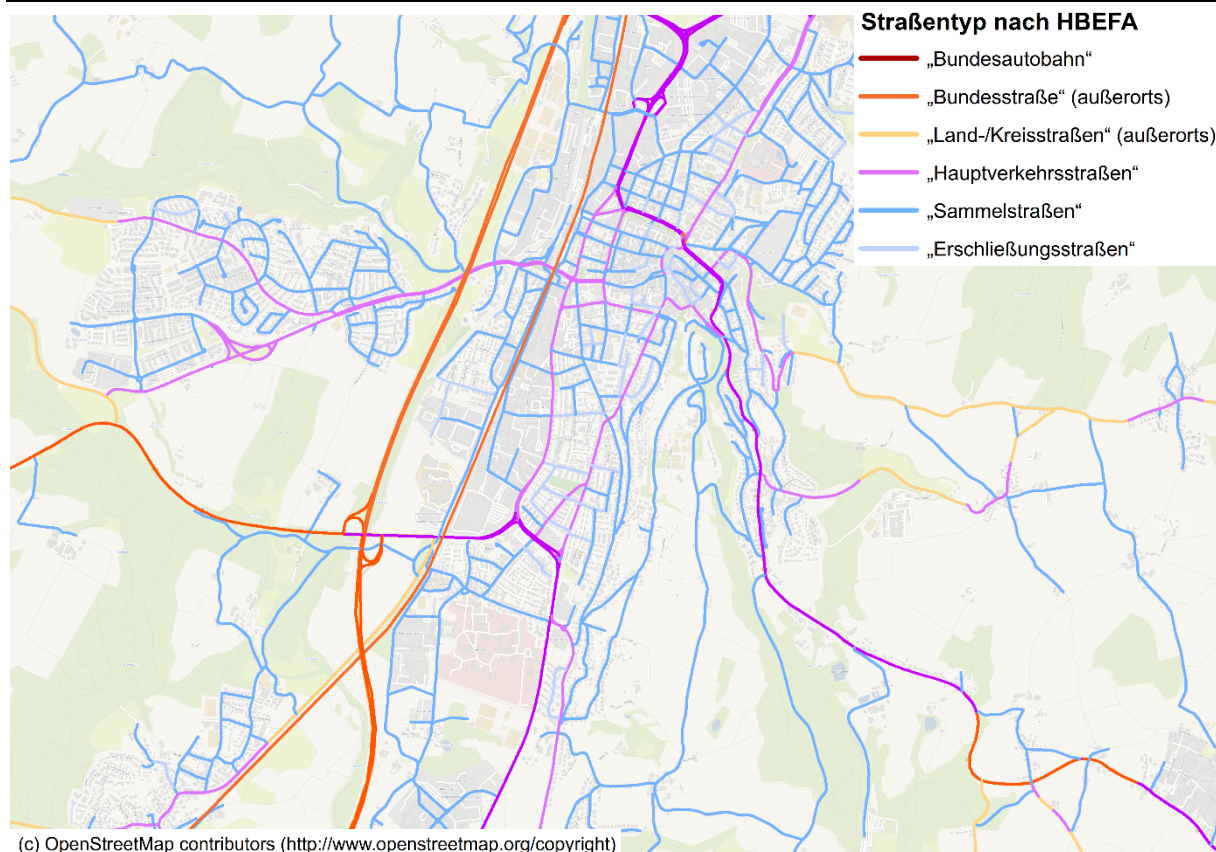 Straßentyp nach HBEFA
„Bundesautobahn“
„Bundesstraße“ (außerorts)
„Land-/Kreisstraßen“ (außerorts)
„Hauptverkehrsstraßen“
„Sammelstraßen“
„Erschließungsstraßen“
(c) OpenStreetMap contributors (http://www.openstreetmap.org/copyright)